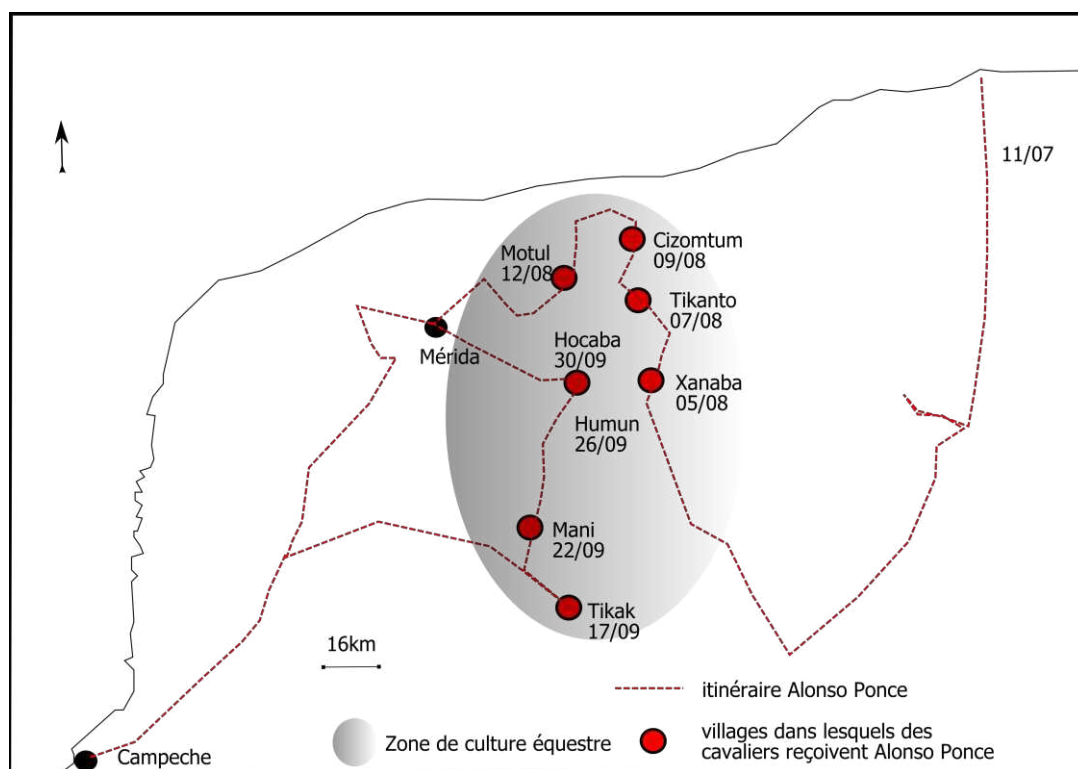 11/07
Cizomtum
09/08
Motul
12/08
Tikanto
07/08
Mérida
Hocaba
30/09
Xanaba
05/08
Humun
26/09
Mani
22/09
Tikak
17/09
16km
itinéraire Alonso Ponce
Zone de culture équestre
villages dans lesquels des
cavaliers reçoivent Alonso Ponce
Campeche